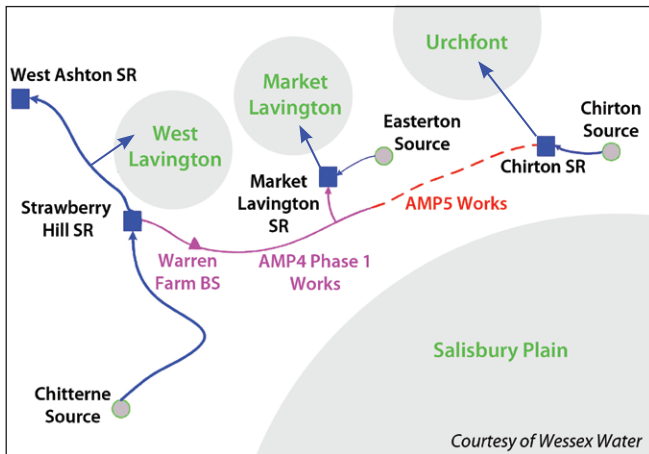 Urchfont
West Ashton SR
Market
Lavington
Chirton
Source
Easterton
Source
West
Lavington
Chirton SR
Market
Lavington
SR
AMP5 Works
Strawberry
Hill SR
Warren
Farm BS
AMP4 Phase 1
Works
Salisbury Plain
Chitterne
Source
Courtesy of Wessex Water